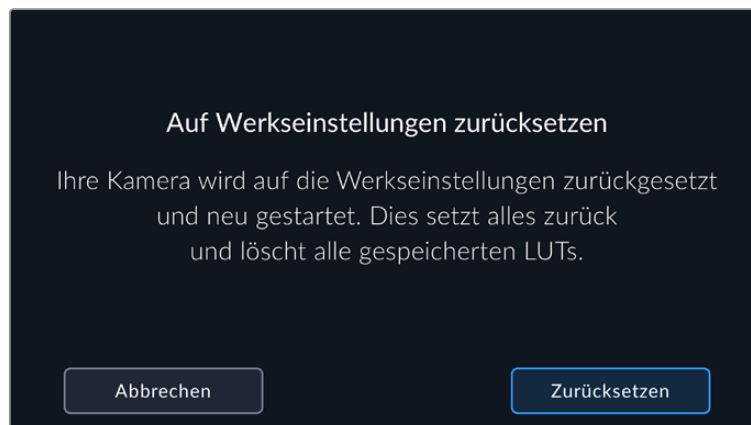 Auf Werkseinstellungen zurücksetzen
Ihre Kamera wird auf die Werkseinstellungen zurückgesetzt
und neu gestartet. Dies setzt alles zurück
und löscht alle gespeicherten LUTs.
Abbrechen
Zurücksetzen